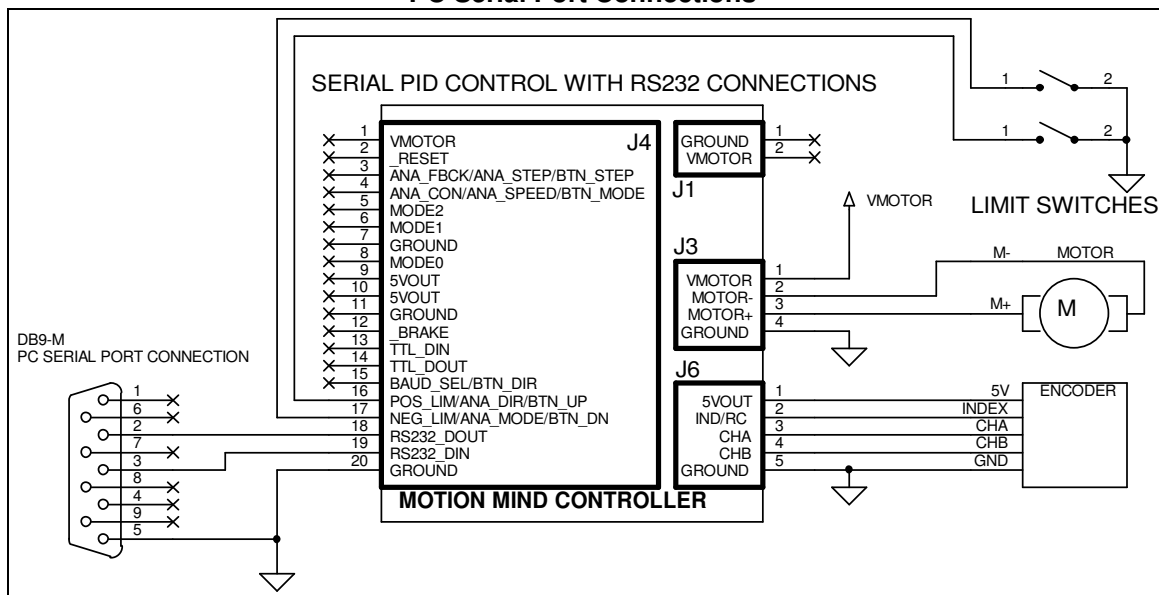 PC Serial Port Connections
SERIAL PID CONTROL WITH RS232 CONNECTIONS
J4
1 VMOTOR
2 _RESET
3 ANA_FBCK/ANA_STEP/BTN_STEP
4 ANA_CON/ANA_SPEED/BTN_MODE
5 MODE2
6 MODE1
7 GROUND
8 MODE0
9 5VOUT
10 5VOUT
11 GROUND
12 _BRAKE
13 TTL_DIN
14 TTL_DOUT
15 BAUD_SEL/BTN_DIR
16 POS_LIM/ANA_DIR/BTN_UP
17 NEG_LIM/ANA_MODE/BTN_DN
18 RS232_DOUT
19 RS232_DIN
20 GROUND
MOTION MIND CONTROLLER
GROUND 1
VMOTOR 2
J1
J3
VMOTOR 1
MOTOR- 2
MOTOR+ 3
GROUND 4
J6
5VOUT 1
IND/RC 2
CHA 3
CHB 4
GROUND 5
1 2
1 2
LIMIT SWITCHES
VMOTOR
M- MOTOR
M+ M
5V ENCODER
INDEX
CHA
CHB
GND
DB9-M
PC SERIAL PORT CONNECTION
1
6
2
7
3
8
4
9
5